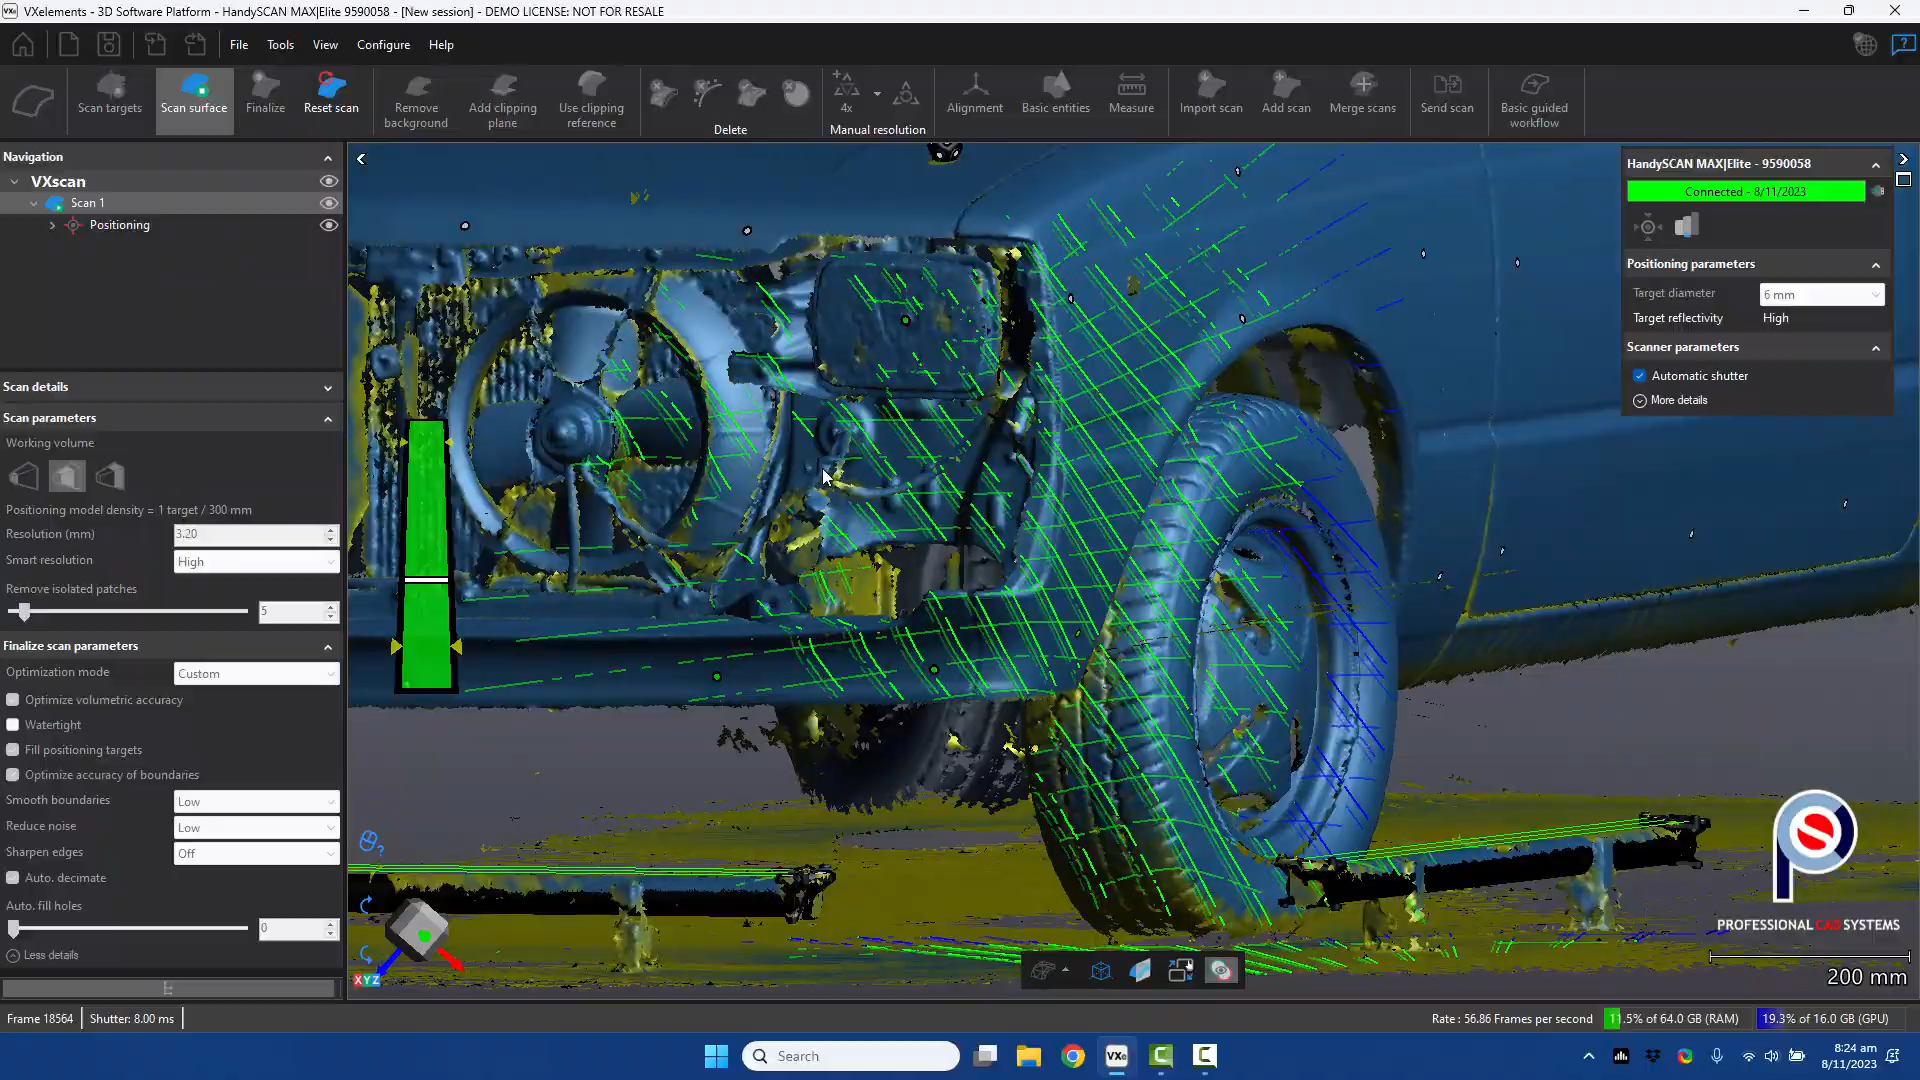 VXelements - 3D Software Platform - HandySCAN MAX|Elite 9590058 - [New session] - DEMO LICENSE: NOT FOR RESALE
File Tools View Configure Help
Scan targets Scan surface Finalize Reset scan Remove background Add clipping plane Use clipping reference Delete 4x Manual resolution Alignment Basic entities Measure Import scan Add scan Merge scans Send scan Basic guided workflow
Navigation
VXscan
Scan 1
Positioning
Scan details
Scan parameters
Working volume
Positioning model density = 1 target / 300 mm
Resolution (mm) 3.20
Smart resolution High
Remove isolated patches
5
Finalize scan parameters
Optimization mode Custom
Optimize volumetric accuracy
Watertight
Fill positioning targets
Optimize accuracy of boundaries
Smooth boundaries Low
Reduce noise Low
Sharpen edges Off
Auto. decimate
Auto. fill holes
0
Less details
XYZ
HandySCAN MAX|Elite - 9590058
Connected - 8/11/2023
Positioning parameters
Target diameter 6 mm
Target reflectivity High
Scanner parameters
Automatic shutter
More details
PROFESSIONAL CAD SYSTEMS
200 mm
Frame 18564 Shutter: 8.00 ms Rate : 56.86 Frames per second 11.5% of 64.0 GB (RAM) 19.3% of 16.0 GB (GPU)
Search
VXe
8:24 am
8/11/2023